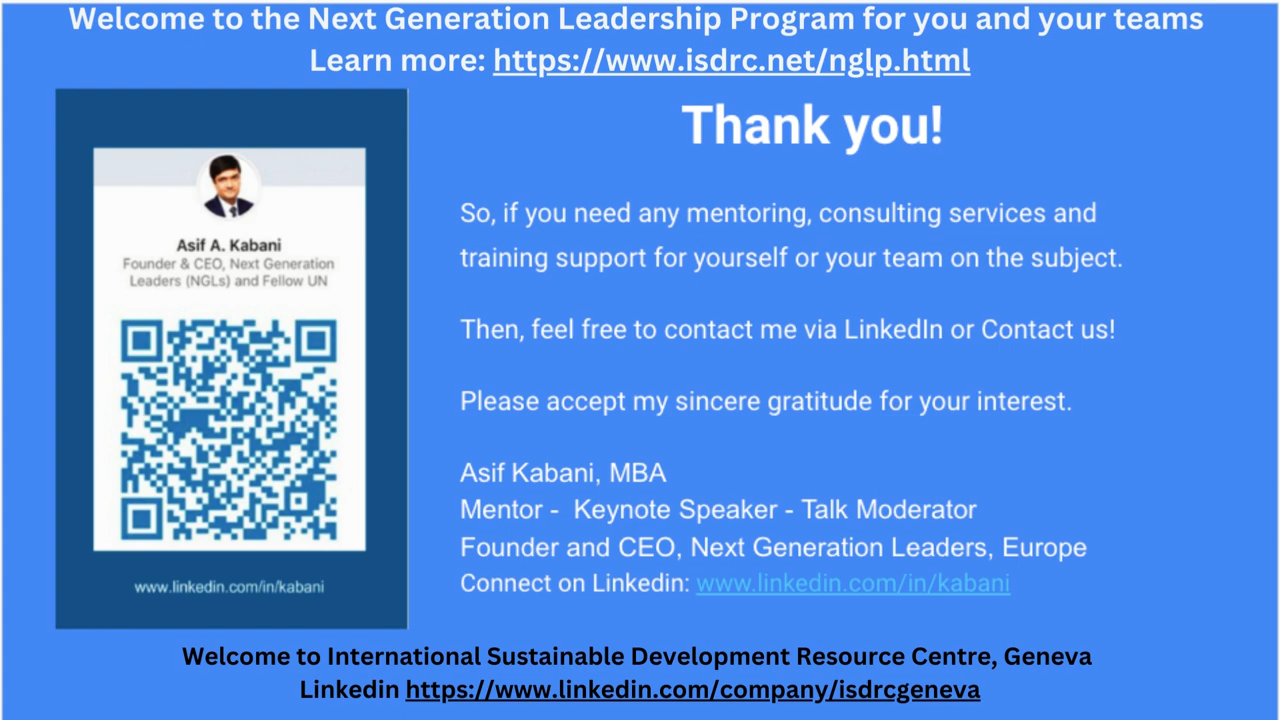 Welcome to the Next Generation Leadership Program for you and your teams
Learn more: https://www.isdrc.net/nglp.html
Asif A. Kabani
Founder & CEO, Next Generation
Leaders (NGLs) and Fellow UN
www.linkedin.com/in/kabani
Thank you!
So, if you need any mentoring, consulting services and
training support for yourself or your team on the subject.
Then, feel free to contact me via LinkedIn or Contact us!
Please accept my sincere gratitude for your interest.
Asif Kabani, MBA
Mentor -  Keynote Speaker - Talk Moderator
Founder and CEO, Next Generation Leaders, Europe
Connect on Linkedin: www.linkedin.com/in/kabani
Welcome to International Sustainable Development Resource Centre, Geneva
Linkedin https://www.linkedin.com/company/isdrcgeneva